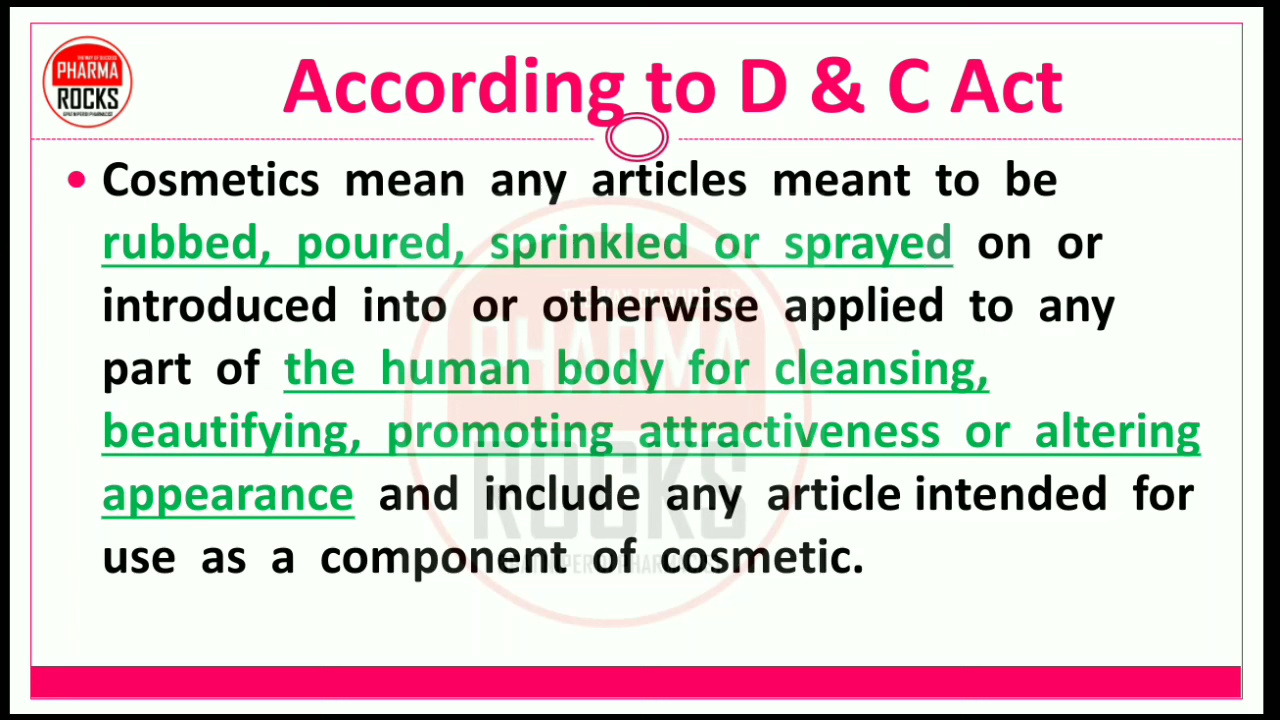 PHARMA
ROCKS
According to D & C Act
Cosmetics mean any articles meant to be
rubbed, poured, sprinkled or sprayed on or
introduced into or otherwise applied to any
part of the human body for cleansing,
beautifying, promoting attractiveness or altering
appearance and include any article intended for
use as a component of cosmetic.
PHARMA
ROCKS